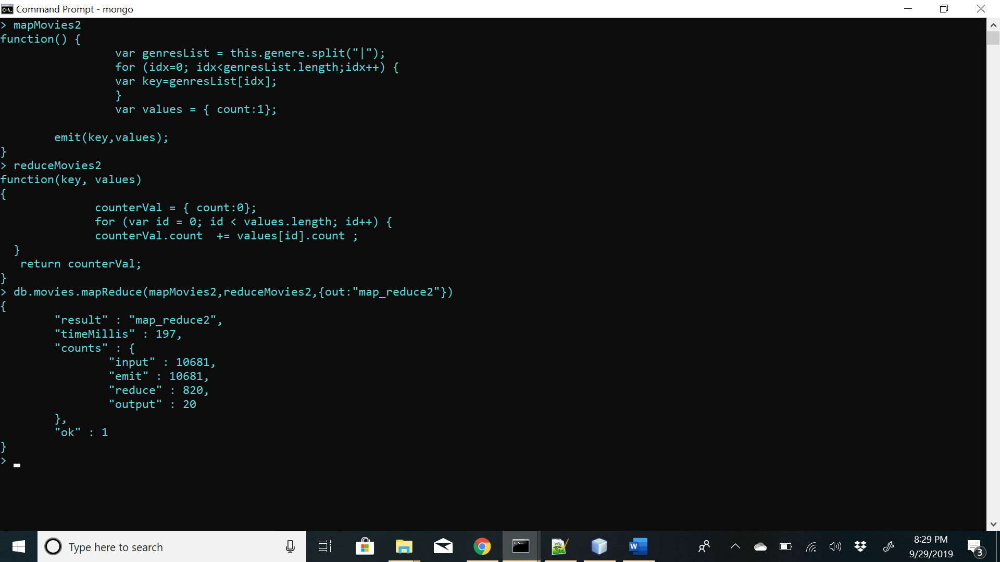 Command Prompt - mongo
> mapMovies2
function() {
var genresList = this.genere.split("|");
for (idx=0; idx<genresList.length;idx++) {
var key=genresList[idx];
}
var values = { count:1};
emit(key,values);
}
> reduceMovies2
function(key, values)
{
counterVal = { count:0};
for (var id = 0; id < values.length; id++) {
counterVal.count  += values[id].count ;
}
return counterVal;
}
> db.movies.mapReduce(mapMovies2,reduceMovies2,{out:"map_reduce2"})
{
"result" : "map_reduce2",
"timeMillis" : 197,
"counts" : {
"input" : 10681,
"emit" : 10681,
"reduce" : 820,
"output" : 20
},
"ok" : 1
}
>
Type here to search
8:29 PM
9/29/2019
3